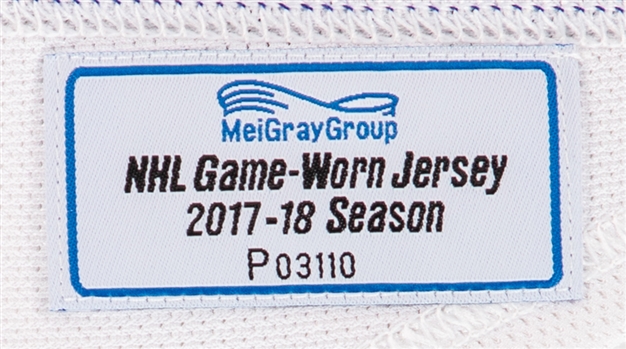 MeiGrayGroup
NHL Game-Worn Jersey
2017-18 Season
P03110